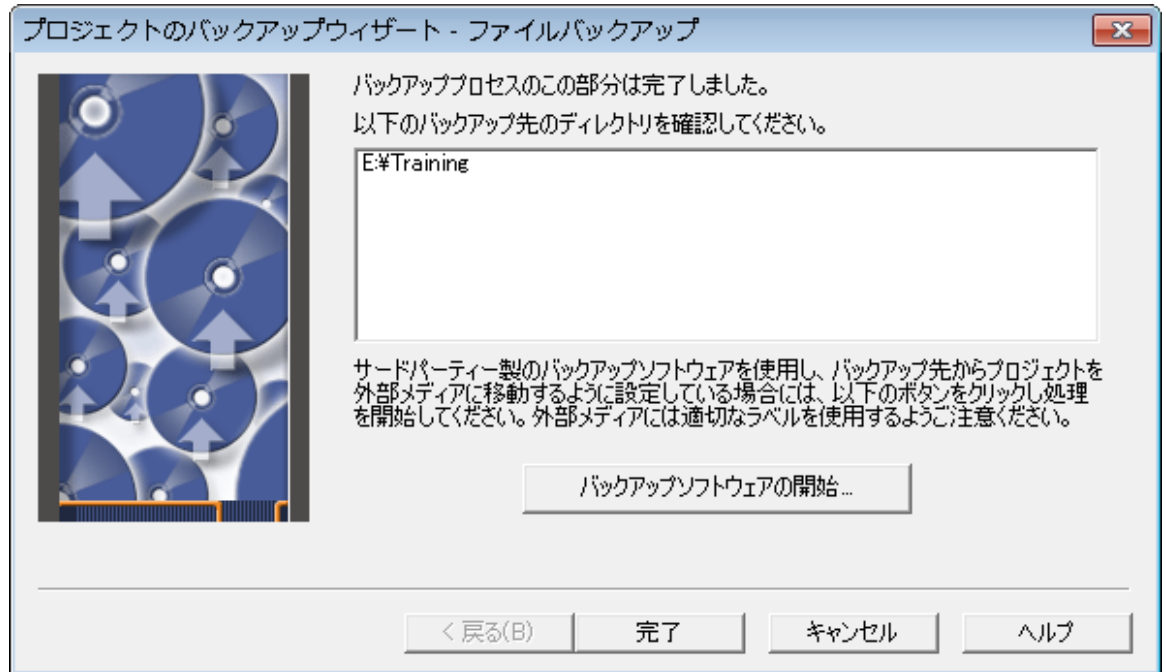 プロジェクトのバックアップウィザート - ファイルバックアップ
バックアッププロセスのこの部分は完了しました。
以下のバックアップ先のディレクトリを確認してください。
E:¥Training
サードパーティー製のバックアップソフトウェアを使用し、バックアップ先からプロジェクトを
外部メディアに移動するように設定している場合には、以下のボタンをクリックし処理
を開始してください。外部メディアには適切なラベルを使用するようご注意ください。
バックアップソフトウェアの開始...
< 戻る(B)
完了
キャンセル
ヘルプ